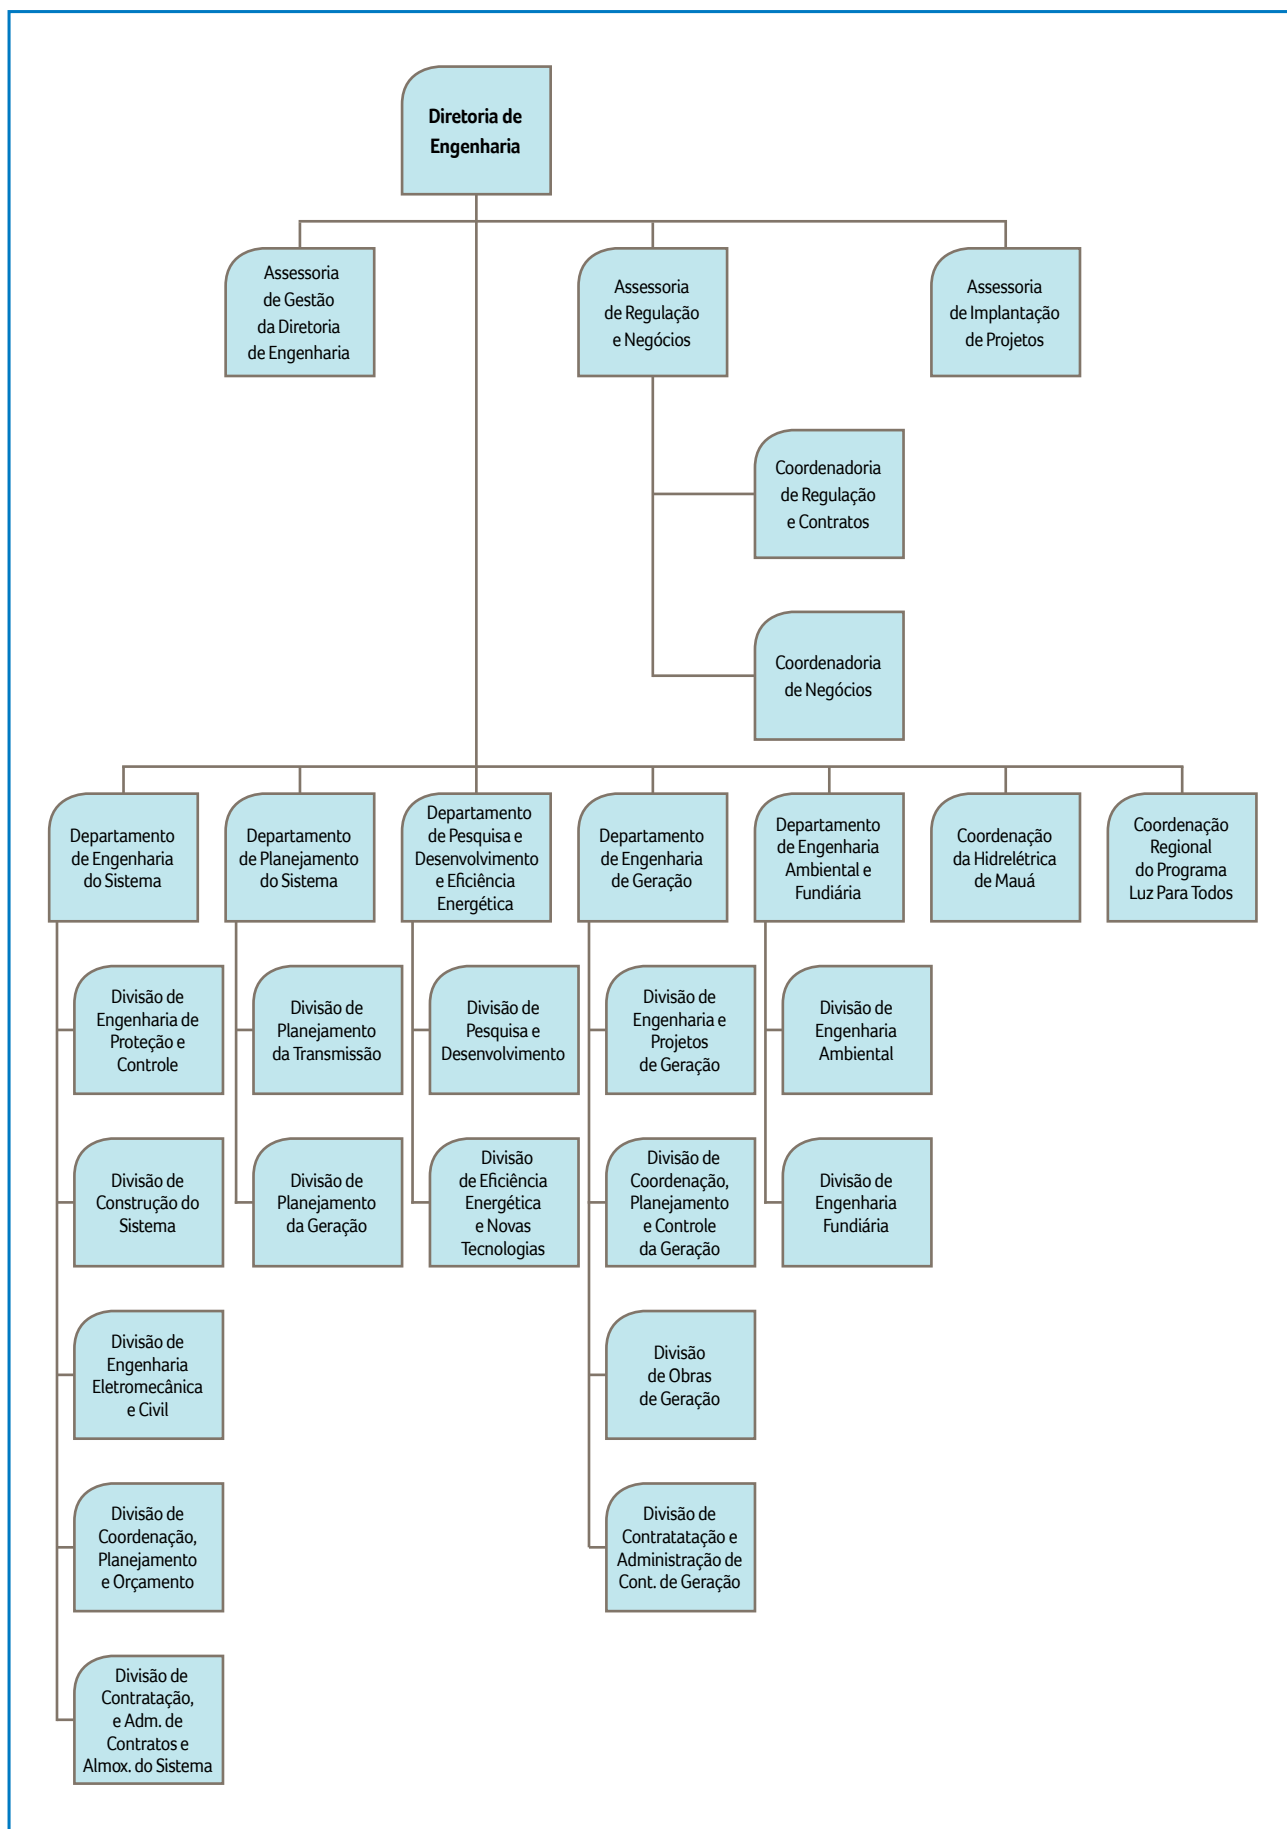 Diretoria de
Engenharia
Assessoria
de Gestão
da Diretoria
de Engenharia
Assessoria
de Regulação
e Negócios
Assessoria
de Implantação
de Projetos
Coordenadoria
de Regulação
e Contratos
Coordenadoria
de Negócios
Departamento
de Engenharia
do Sistema
Departamento
de Planejamento
do Sistema
Departamento
de Pesquisa e
Desenvolvimento
e Eficiência
Energética
Departamento
de Engenharia
de Geração
Departamento
de Engenharia
Ambiental e
Fundiária
Coordenação
da Hidrelétrica
de Mauá
Coordenação
Regional
do Programa
Luz Para Todos
Divisão de
Engenharia de
Proteção e
Controle
Divisão de
Planejamento
da Transmissão
Divisão de
Pesquisa e
Desenvolvimento
Divisão de
Engenharia e
Projetos
de Geração
Divisão de
Engenharia
Ambiental
Divisão de
Construção do
Sistema
Divisão de
Planejamento
da Geração
Divisão
de Eficiência
Energética
e Novas
Tecnologias
Divisão de
Coordenação,
Planejamento
e Controle
da Geração
Divisão de
Engenharia
Fundiária
Divisão de
Engenharia
Eletromecânica
e Civil
Divisão
de Obras
de Geração
Divisão de
Coordenação,
Planejamento
e Orçamento
Divisão de
Contratatação e
Administração de
Cont. de Geração
Divisão de
Contratação,
e Adm. de
Contratos e
Almox. do Sistema